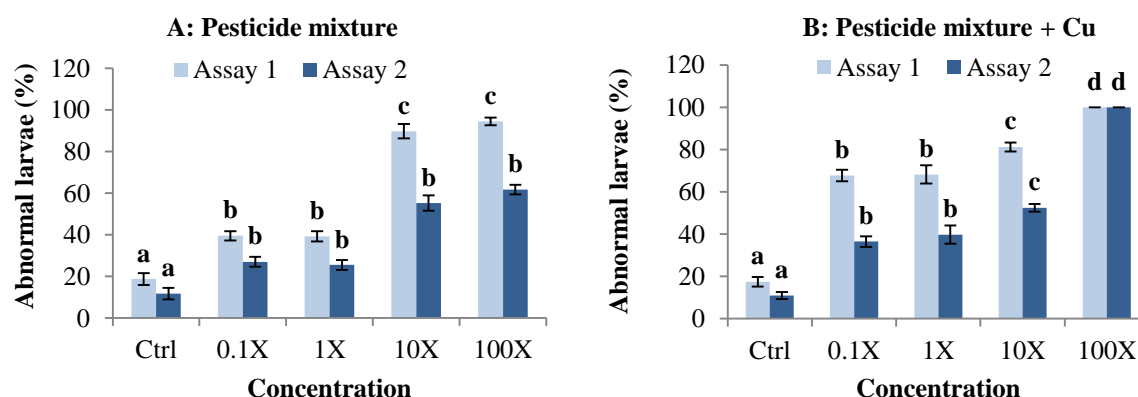 A: Pesticide mixture
Assay 1 Assay 2
Abnormal larvae (%)
120
100
80
60
40
20
0
a a b b b b c b c b
Ctrl 0.1X 1X 10X 100X
Concentration
B: Pesticide mixture + Cu
Assay 1 Assay 2
Abnormal larvae (%)
120
100
80
60
40
20
0
a a b b b b c c d d
Ctrl 0.1X 1X 10X 100X
Concentration